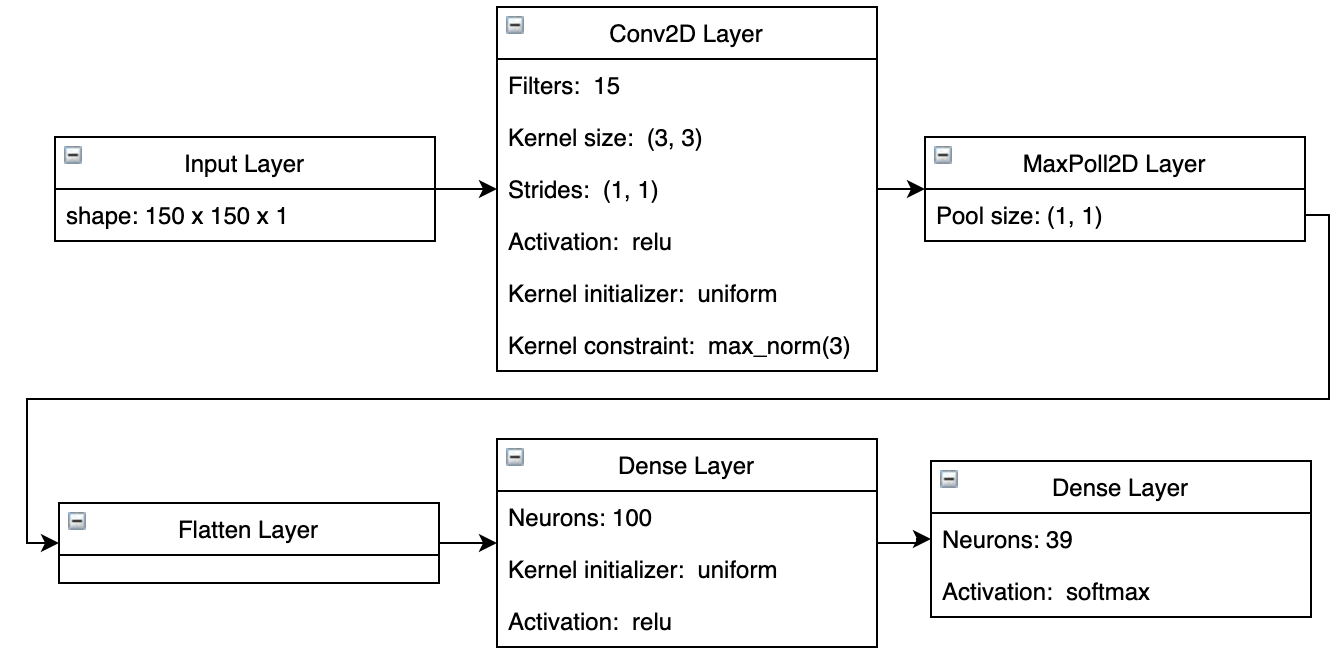 Input Layer
shape: 150 x 150 x 1
Conv2D Layer
Filters: 15
Kernel size: (3, 3)
Strides: (1, 1)
Activation: relu
Kernel initializer: uniform
Kernel constraint: max_norm(3)
MaxPoll2D Layer
Pool size: (1, 1)
Flatten Layer
Dense Layer
Neurons: 100
Kernel initializer: uniform
Activation: relu
Dense Layer
Neurons: 39
Activation: softmax